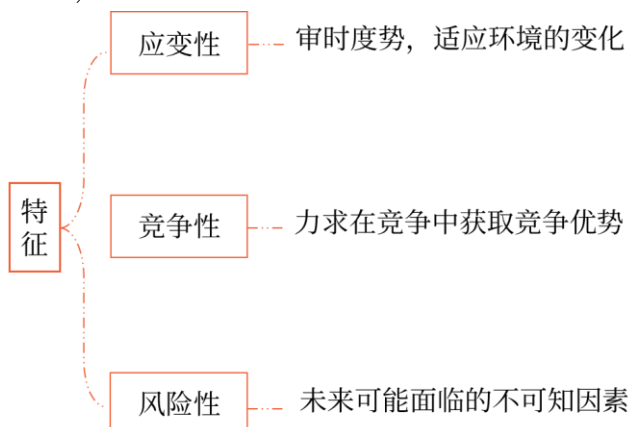 应变性
审时度势，适应环境的变化
特征
竞争性
力求在竞争中获取竞争优势
风险性
未来可能面临的不可知因素